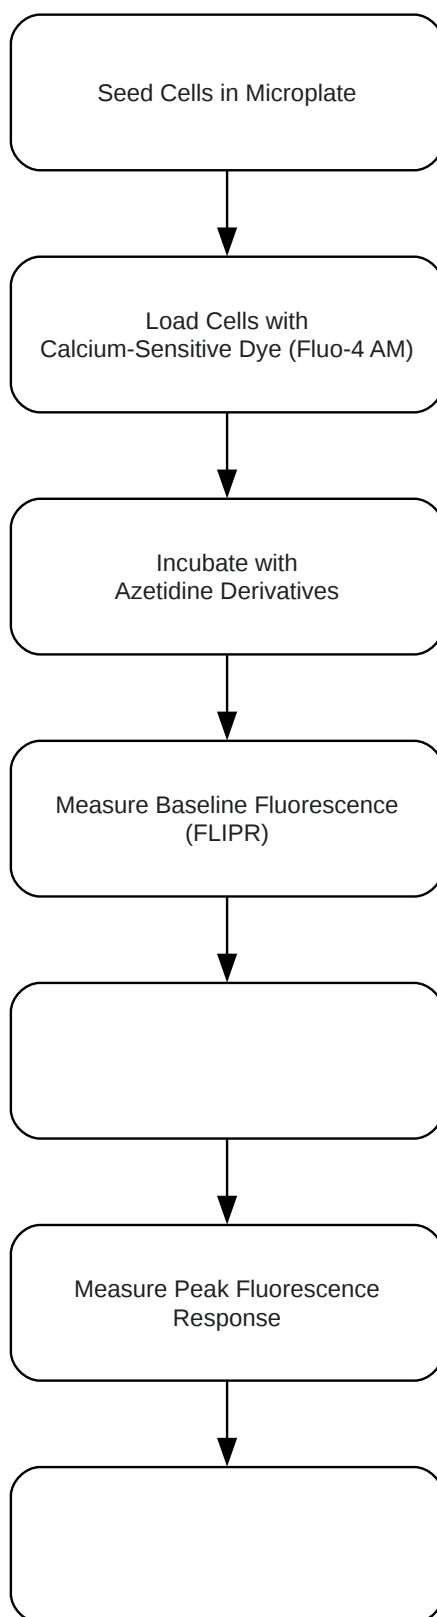 Seed Cells in Microplate
Load Cells with
Calcium-Sensitive Dye (Fluo-4 AM)
Incubate with
Azetidine Derivatives
Measure Baseline Fluorescence
(FLIPR)
Measure Peak Fluorescence
Response